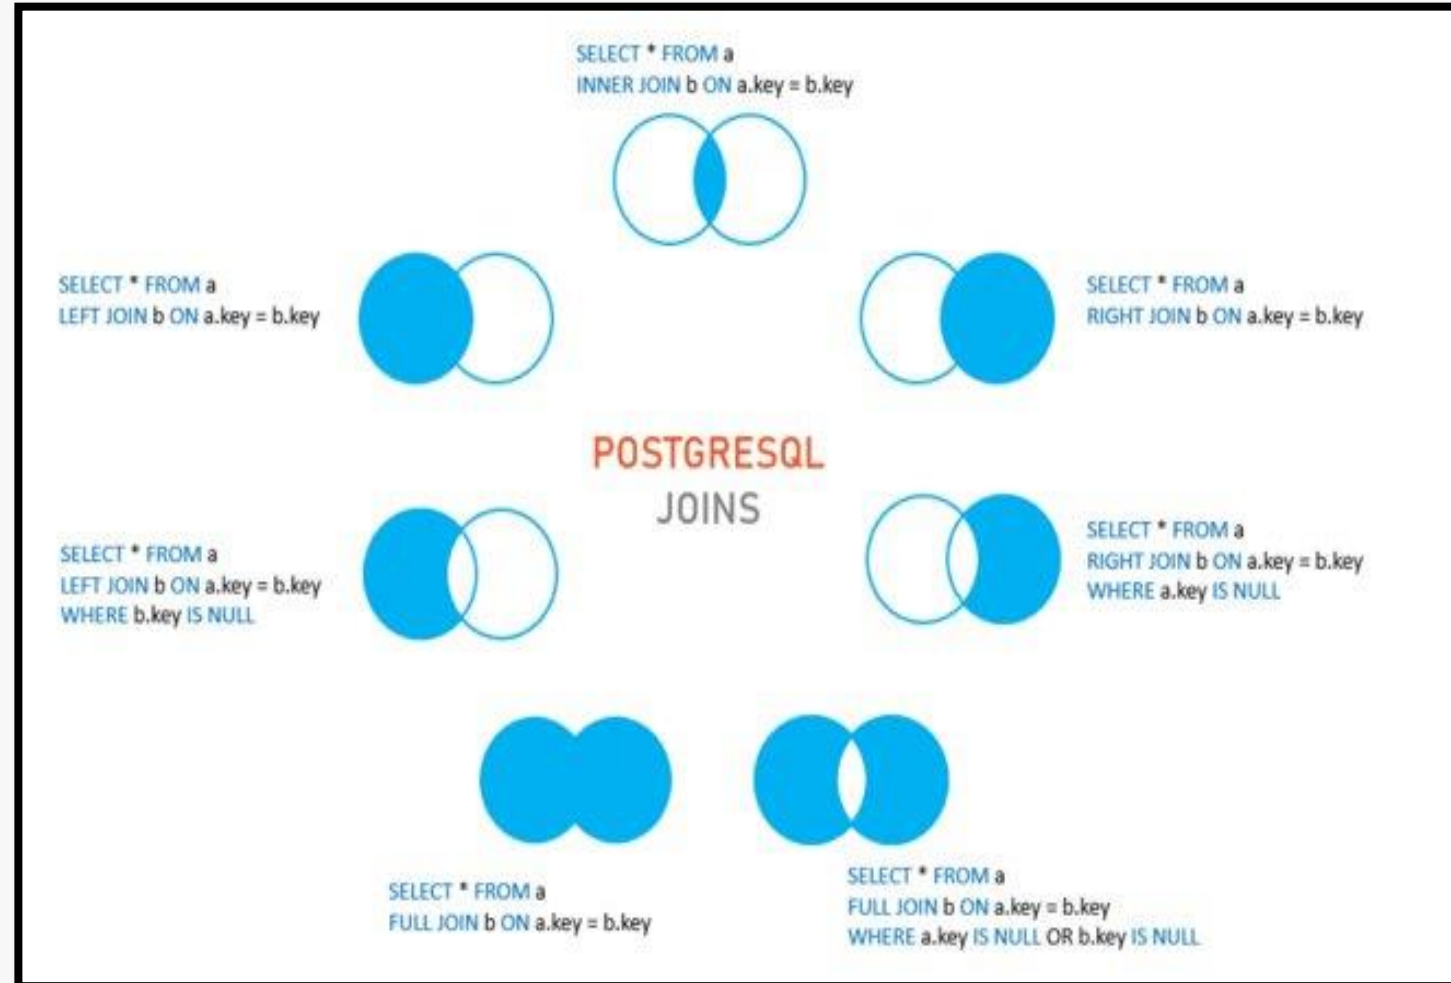 SELECT * FROM a
INNER JOIN b ON a.key = b.key
SELECT * FROM a
LEFT JOIN b ON a.key = b.key
SELECT * FROM a
RIGHT JOIN b ON a.key = b.key
POSTGRESQL
JOINS
SELECT * FROM a
LEFT JOIN b ON a.key = b.key
WHERE b.key IS NULL
SELECT * FROM a
RIGHT JOIN b ON a.key = b.key
WHERE a.key IS NULL
SELECT * FROM a
FULL JOIN b ON a.key = b.key
SELECT * FROM a
FULL JOIN b ON a.key = b.key
WHERE a.key IS NULL OR b.key IS NULL